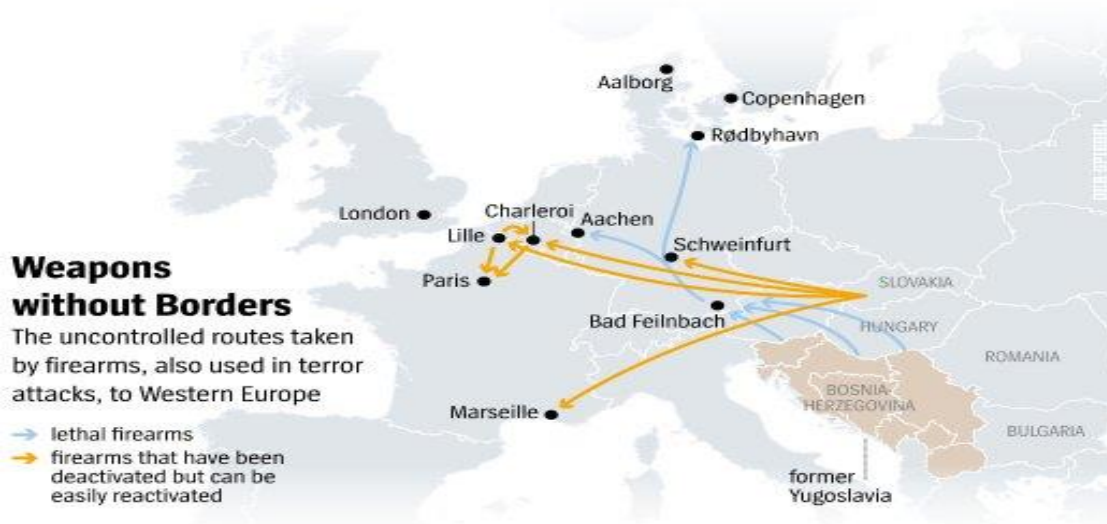 Aalborg
Copenhagen
Rødbyhavn
London
Charleroi
Aachen
Lille
Schweinfurt
Paris
SLOVAKIA
Bad Feilnbach
HUNGARY
ROMANIA
BOSNIA-
HERZEGOVINA
Marseille
BULGARIA
former
Yugoslavia
Weapons
without Borders
The uncontrolled routes taken
by firearms, also used in terror
attacks, to Western Europe
lethal firearms
firearms that have been
deactivated but can be
easily reactivated